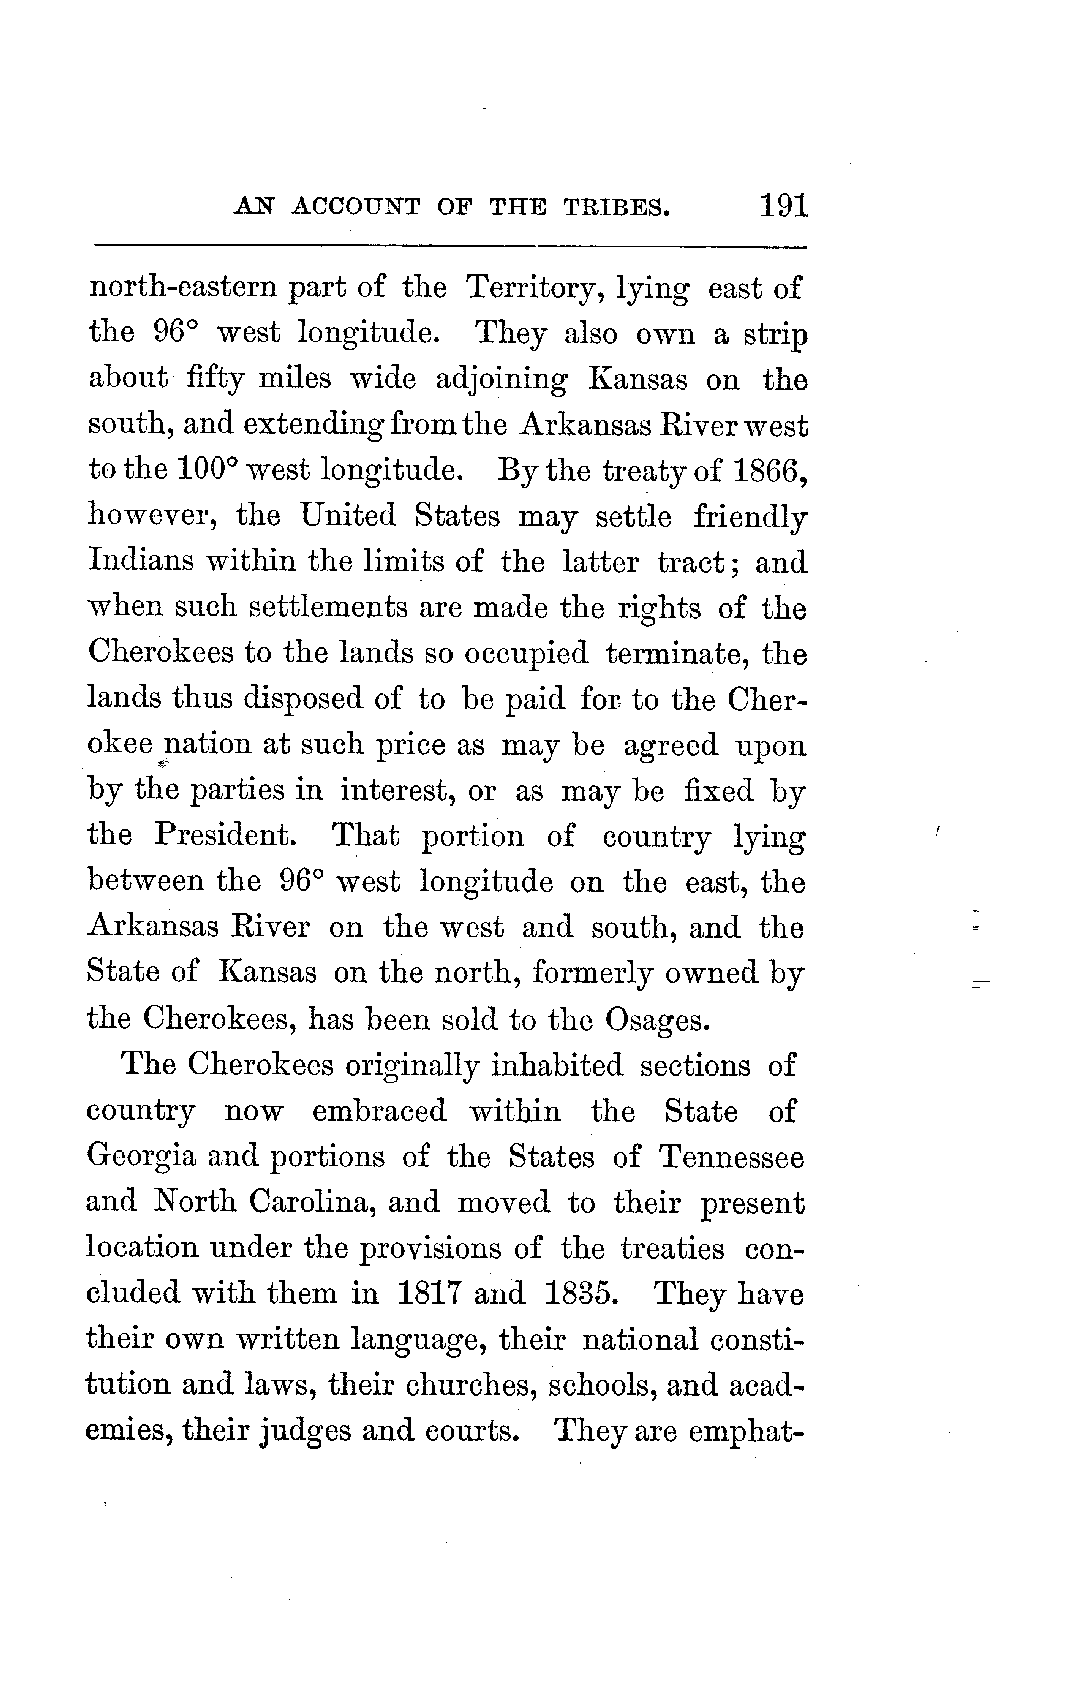 AN ACCOUNT OF THE TRIBES. 191
north-eastern part of the Territory, lying east of
the 96° west longitude. They also own a strip
about fifty miles wide adjoining Kansas on the
south, and extending from the Arkansas River west
to the 100° west longitude. By the treaty of 1866,
however, the United States may settle friendly
Indians within the limits of the latter tract; and
when such settlements are made the rights of the
Cherokees to the lands so occupied terminate, the
lands thus disposed of to be paid for to the Cher-
okee nation at such price as may be agreed upon
by the parties in interest, or as may be fixed by
the President. That portion of country lying
between the 96° west longitude on the east, the
Arkansas River on the west and south, and the
State of Kansas on the north, formerly owned by
the Cherokees, has been sold to the Osages.
The Cherokees originally inhabited sections of
country now embraced within the State of
Georgia and portions of the States of Tennessee
and North Carolina, and moved to their present
location under the provisions of the treaties con-
cluded with them in 1817 and 1835. They have
their own written language, their national consti-
tution and laws, their churches, schools, and acad-
emies, their judges and courts. They are emphat-